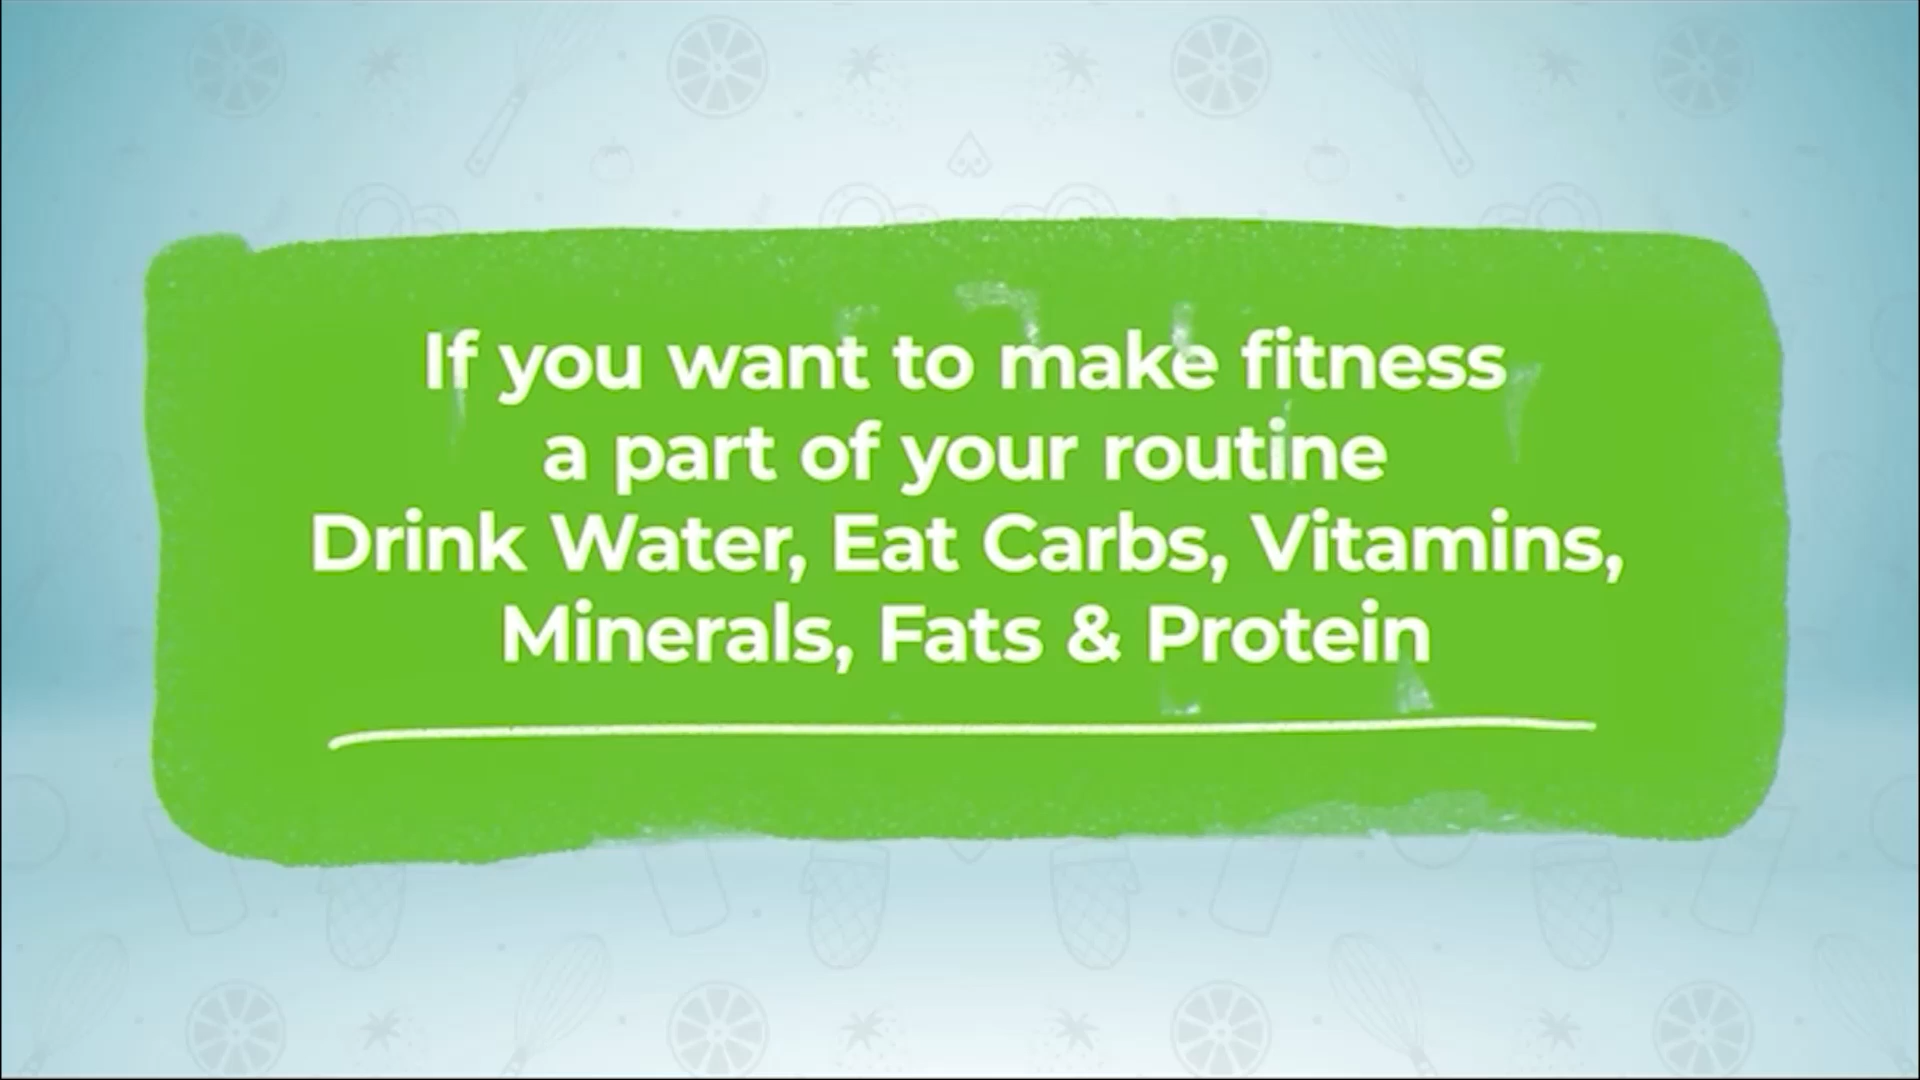 If you want to make fitness
a part of your routine
Drink Water, Eat Carbs, Vitamins,
Minerals, Fats & Protein